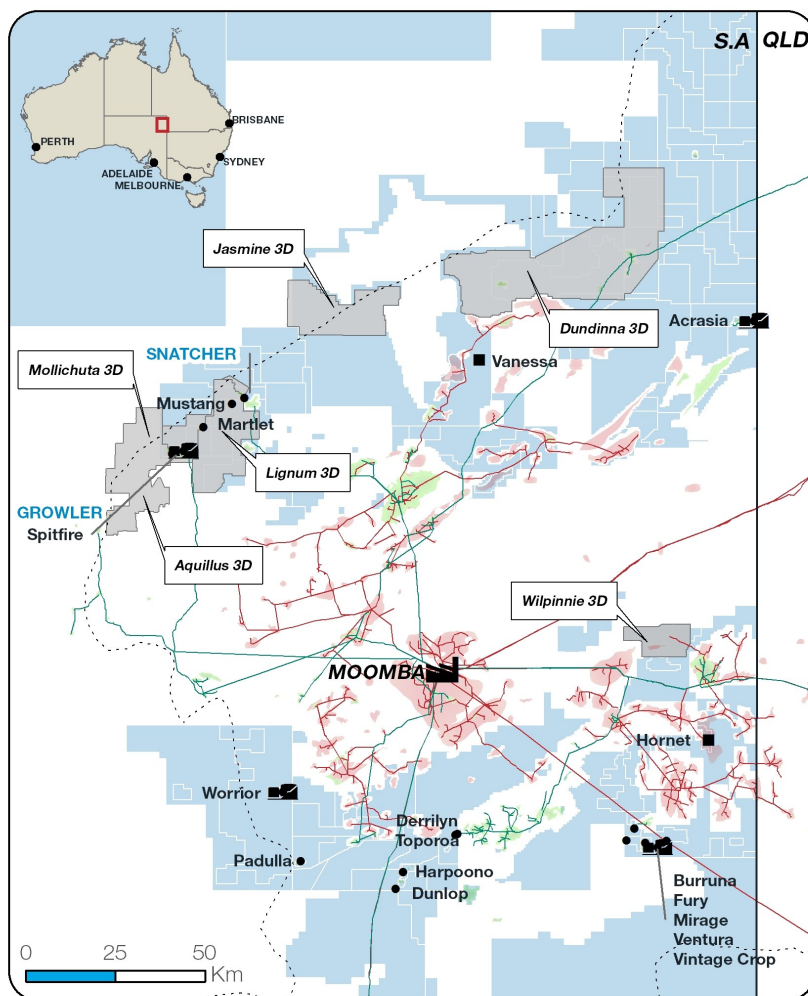 S.A QLD
BRISBANE
PERTH
SYDNEY
ADELAIDE
MELBOURNE
Jasmine 3D
Acrasia
Dundinna 3D
SNATCHER
Vanessa
Mollichuta 3D
Mustang
Martlet
Lignum 3D
GROWLER
Spitfire
Aquillus 3D
Wilpinnie 3D
MOOMBA
Hornet
Worrior
Derrilyn
Toporoa
Padulla
Harpoono
Dunlop
Burruna
Fury
Mirage
Ventura
Vintage Crop
0 25 50
Km